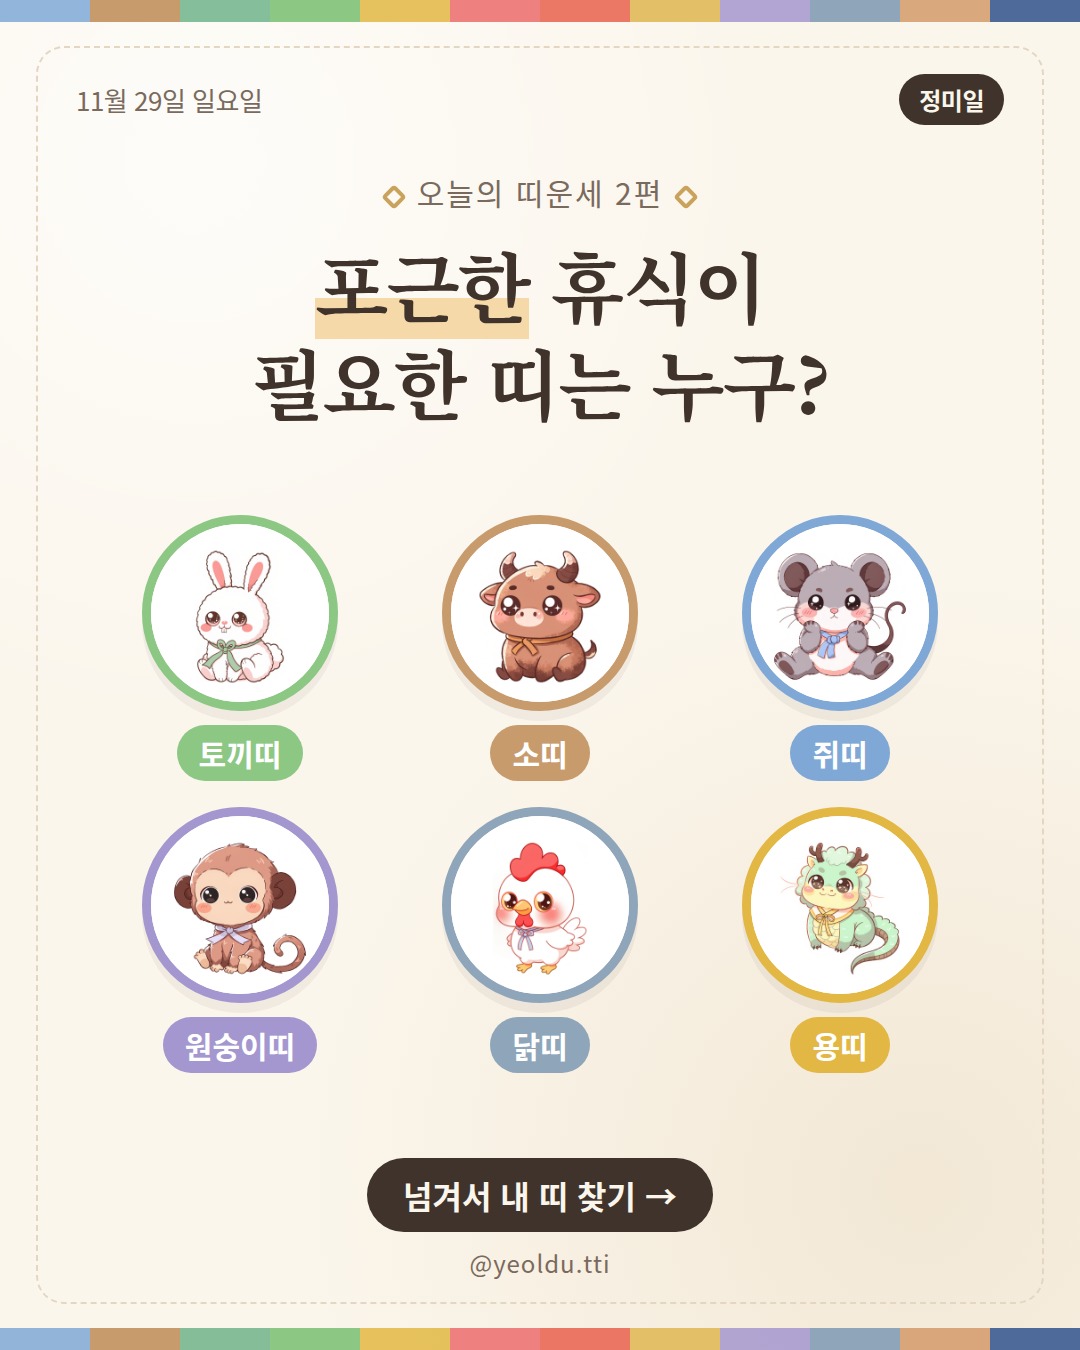 11월 29일 일요일
정미일
오늘의 띠운세 2편
포근한 휴식이
필요한 띠는 누구?
토끼띠
소띠
쥐띠
원숭이띠
닭띠
용띠
넘겨서 내 띠 찾기 →
@yeoldu.tti